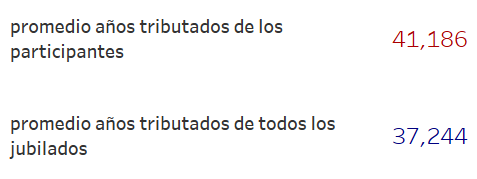 promedio años tributados de los
participantes
41,186
promedio años tributados de todos los
jubilados
37,244